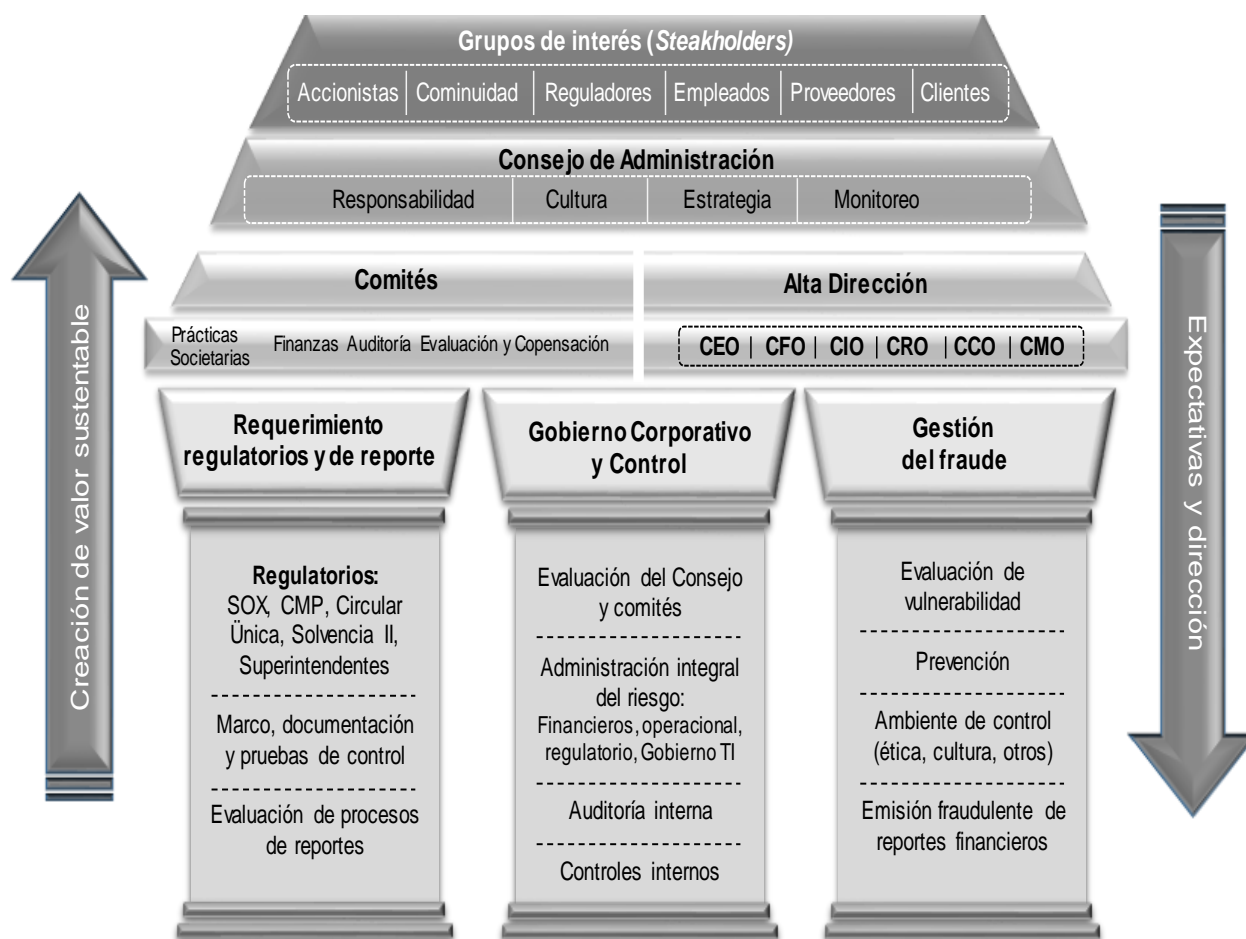 Grupos de interés (Steakholders)
Accionistas Cominuidad Reguladores Empleados Proveedores Clientes
Consejo de Administración
Responsabilidad Cultura Estrategia Monitoreo
Comités
Prácticas
Societarias
Finanzas Auditoría Evaluación y Copensación
Alta Dirección
CEO | CFO | CIO | CRO | CCO | CMO
Creación de valor sustentable
Requerimiento
regulatorios y de reporte
Regulatorios:
SOX, CMP, Circular
Ünica, Solvencia II,
Superintendentes
Marco, documentación
y pruebas de control
Evaluación de procesos
de reportes
Gobierno Corporativo
y Control
Evaluación del Consejo
y comités
Administración integral
del riesgo:
Financieros, operacional,
regulatorio, Gobierno TI
Auditoría interna
Controles internos
Gestión
del fraude
Evaluación de
vulnerabilidad
Prevención
Ambiente de control
(ética, cultura, otros)
Emisión fraudulente de
reportes financieros
Expectativas y dirección